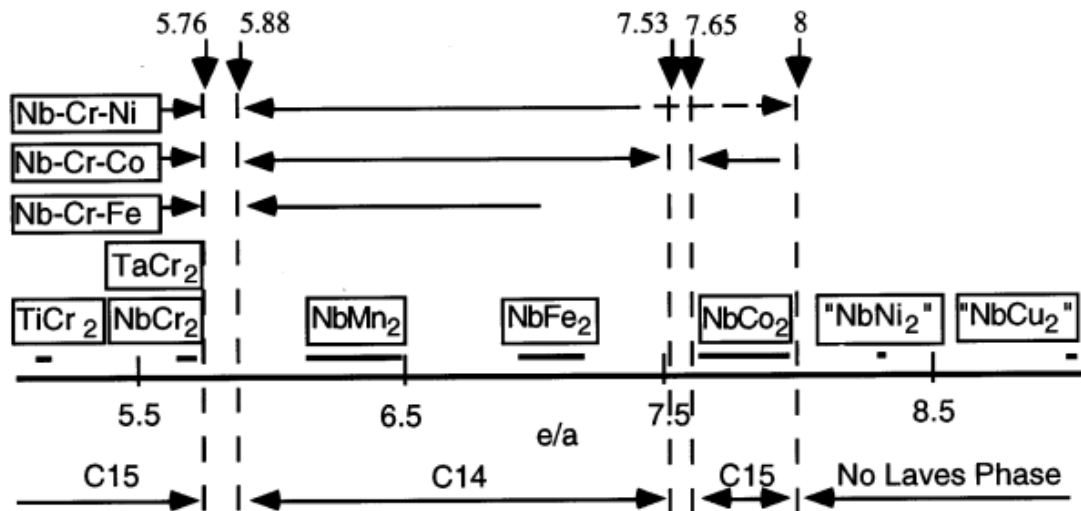 5.76 5.88 7.53 7.65 8
Nb-Cr-Ni
Nb-Cr-Co
Nb-Cr-Fe
TaCr₂
TiCr₂ NbCr₂ NbMn₂ NbFe₂ NbCo₂ "NbNi₂" "NbCu₂"
5.5 6.5 7.5 8.5
e/a
C15 C14 C15 No Laves Phase